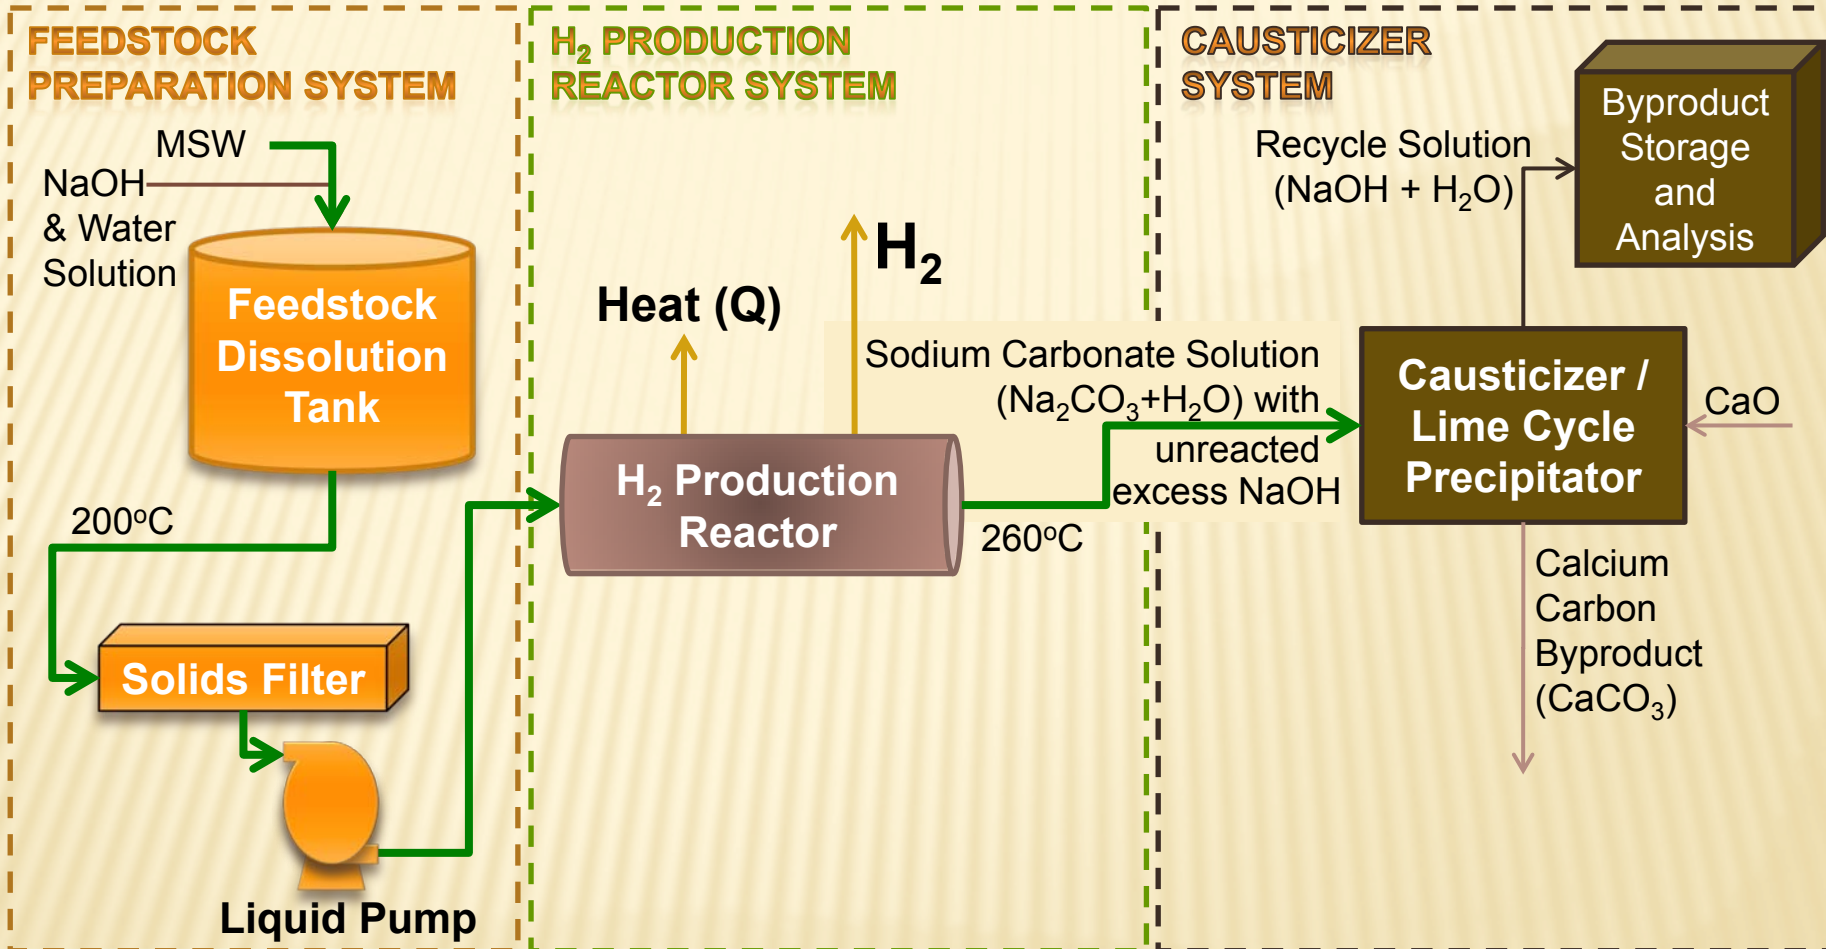 FEEDSTOCK
PREPARATION SYSTEM
MSW
NaOH
& Water
Solution
Feedstock
Dissolution
Tank
200°C
Solids Filter
Liquid Pump
H₂ PRODUCTION
REACTOR SYSTEM
Heat (Q)
H₂
H₂ Production
Reactor
260°C
Sodium Carbonate Solution
(Na₂CO₃+H₂O) with
unreacted
excess NaOH
CAUSTICIZER
SYSTEM
Recycle Solution
(NaOH + H₂O)
Byproduct
Storage
and
Analysis
Causticizer /
Lime Cycle
Precipitator
CaO
Calcium
Carbon
Byproduct
(CaCO₃)